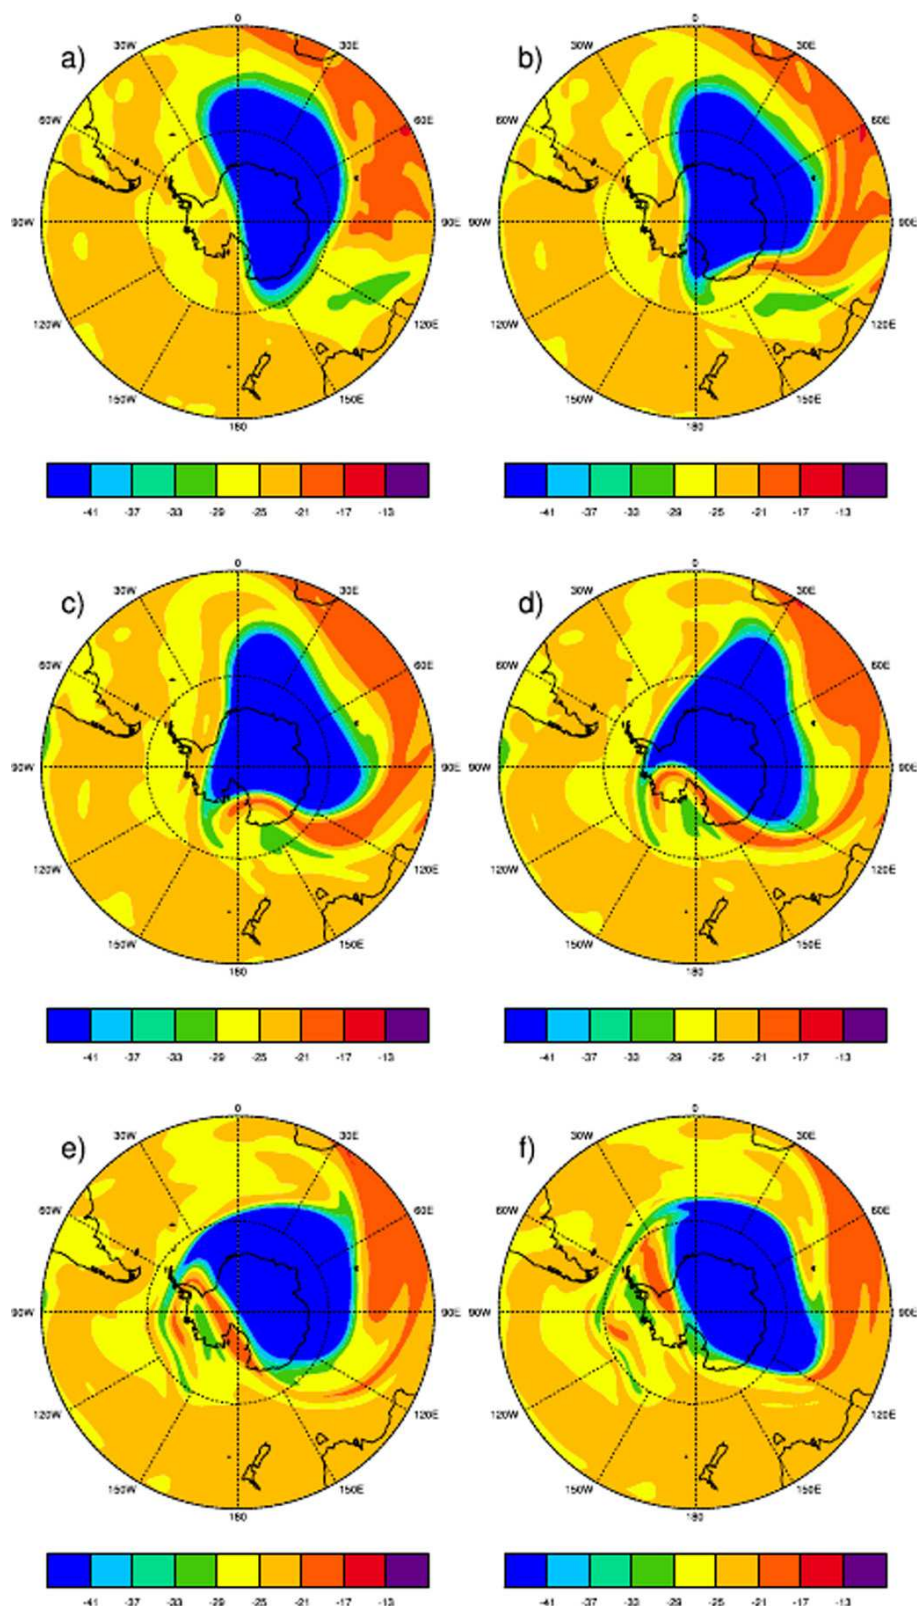 0 0
a) 30W 30E b) 30W 30E
60W 60E 60W 60E
90W 90E 90W 90E
120W 120E 120W 120E
150W 150E 150W 150E
180 180
-41 -37 -33 -29 -25 -21 -17 -13 -41 -37 -33 -29 -25 -21 -17 -13
0 0
c) 30W 30E d) 30W 30E
60W 60E 60W 60E
90W 90E 90W 90E
120W 120E 120W 120E
150W 150E 150W 150E
180 180
-41 -37 -33 -29 -25 -21 -17 -13 -41 -37 -33 -29 -25 -21 -17 -13
0 0
e) 30W 30E f) 30W 30E
60W 60E 60W 60E
90W 90E 90W 90E
120W 120E 120W 120E
150W 150E 150W 150E
180 180
-41 -37 -33 -29 -25 -21 -17 -13 -41 -37 -33 -29 -25 -21 -17 -13